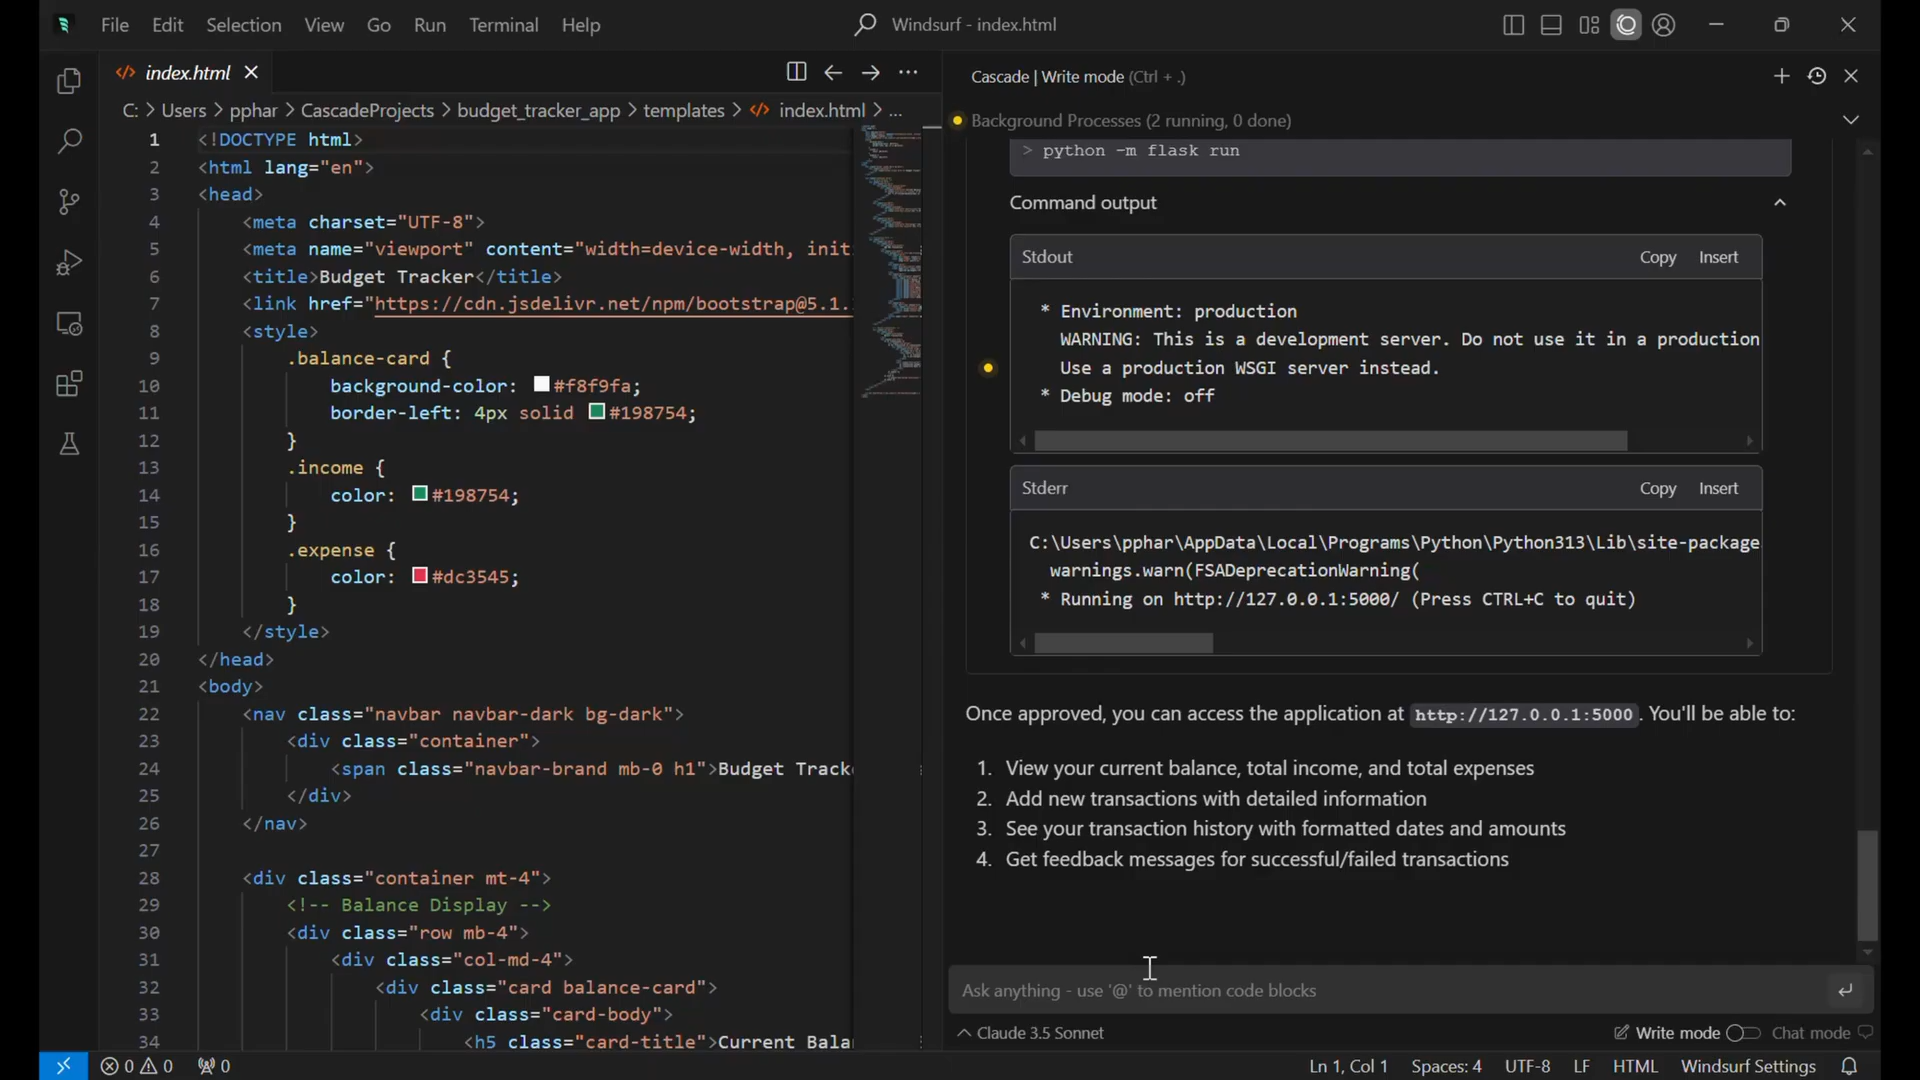 File Edit Selection View Go Run Terminal Help
Windsurf - index.html
index.html
C: > Users > pphar > CascadeProjects > budget_tracker_app > templates > index.html > ...
1 <!DOCTYPE html>
2 <html lang="en">
3 <head>
4 <meta charset="UTF-8">
5 <meta name="viewport" content="width=device-width, init
6 <title>Budget Tracker</title>
7 <link href="https://cdn.jsdelivr.net/npm/bootstrap@5.1.
8 <style>
9 .balance-card {
10 background-color: #f8f9fa;
11 border-left: 4px solid #198754;
12 }
13 .income {
14 color: #198754;
15 }
16 .expense {
17 color: #dc3545;
18 }
19 </style>
20 </head>
21 <body>
22 <nav class="navbar navbar-dark bg-dark">
23 <div class="container">
24 <span class="navbar-brand mb-0 h1">Budget Track
25 </div>
26 </nav>
27
28 <div class="container mt-4">
29 <!-- Balance Display -->
30 <div class="row mb-4">
31 <div class="col-md-4">
32 <div class="card balance-card">
33 <div class="card-body">
34 <h5 class="card-title">Current Bala
Cascade | Write mode (Ctrl + .)
Background Processes (2 running, 0 done)
> python -m flask run
Command output
Stdout Copy Insert
* Environment: production
WARNING: This is a development server. Do not use it in a production
Use a production WSGI server instead.
* Debug mode: off
Stderr Copy Insert
C:\Users\pphar\AppData\Local\Programs\Python\Python313\Lib\site-package
warnings.warn(FSADeprecationWarning(
* Running on http://127.0.0.1:5000/ (Press CTRL+C to quit)
Once approved, you can access the application at http://127.0.0.1:5000. You'll be able to:
1. View your current balance, total income, and total expenses
2. Add new transactions with detailed information
3. See your transaction history with formatted dates and amounts
4. Get feedback messages for successful/failed transactions
Ask anything - use '@' to mention code blocks
Claude 3.5 Sonnet
Write mode Chat mode
0 0 0
Ln 1, Col 1 Spaces: 4 UTF-8 LF HTML Windsurf Settings